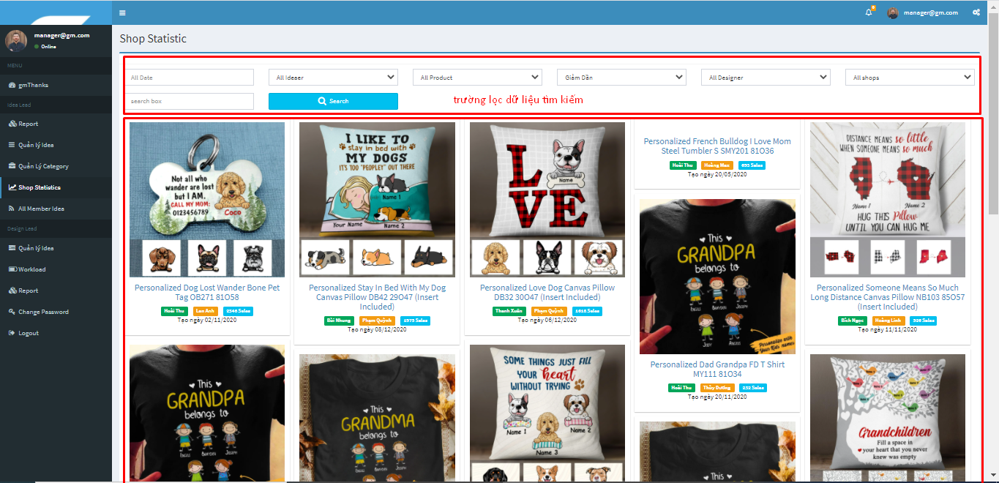 manager@gm.com
manager@gm.com
Online
MENU
gmThanks
Idea Lead
Report
Quản lý Idea
Quản Lý Category
Shop Statistics
All Member Idea
Design Lead
Quản lý Idea
Workload
Report
Change Password
Logout
Shop Statistic
All Date
All Ideaer
All Product
Giảm Dần
All Designer
All shops
search box
Search
trường lọc dữ liệu tìm kiếm
Not all who
wander are lost
but I AM.
CALL MY MOM:
0123456789
Coco
Personalized Dog Lost Wander Bone Pet
Tag OB271 81O58
Hoài Thu
Lan Anh
2348 Sales
Tạo ngày 02/11/2020
I LIKE TO
stay in bed with
MY DOGS
IT'S TOO "PEOPLEY" OUT THERE
Name 1
Your Name
Name 2
Personalized Stay In Bed With My Dog
Canvas Pillow DB42 29O47 (Insert
Included)
Bùi Nhung
Phạm Quỳnh
1975 Sales
Tạo ngày 08/12/2020
LOVE
Name
Personalized Love Dog Canvas Pillow
DB32 30O47 (Insert Included)
Thanh Xuân
Phạm Quỳnh
1618 Sales
Tạo ngày 06/12/2020
Personalized French Bulldog I Love Mom
Steel Tumbler S SMY201 81O36
Hoài Thu
Hoàng Max
695 Sales
Tạo ngày 20/05/2020
This
GRANDPA
belongs to
JUDY
Personalize with
Your Kids names
Personalized Dad Grandpa FD T Shirt
MY111 81O34
Hoài Thu
Thùy Dương
252 Sales
Tạo ngày 20/11/2020
DISTANCE MEANS so little
WHEN SOMEONE MEANS so much
Name 1
Name 2
HUG THIS Pillow
UNTIL YOU CAN HUG ME
Personalized Someone Means So Much
Long Distance Canvas Pillow NB103 85O57
(Insert Included)
Bích Ngọc
Hoàng Linh
Tạo ngày 11/11/2020
This
GRANDPA
belongs to
This
GRANDMA
belongs to
SOME THINGS JUST FILL
YOUR heart
WITHOUT TRYING
Name 1
Name 2
Name 3
This
Grandchildren
Fill a space in
your heart that you never
knew was empty